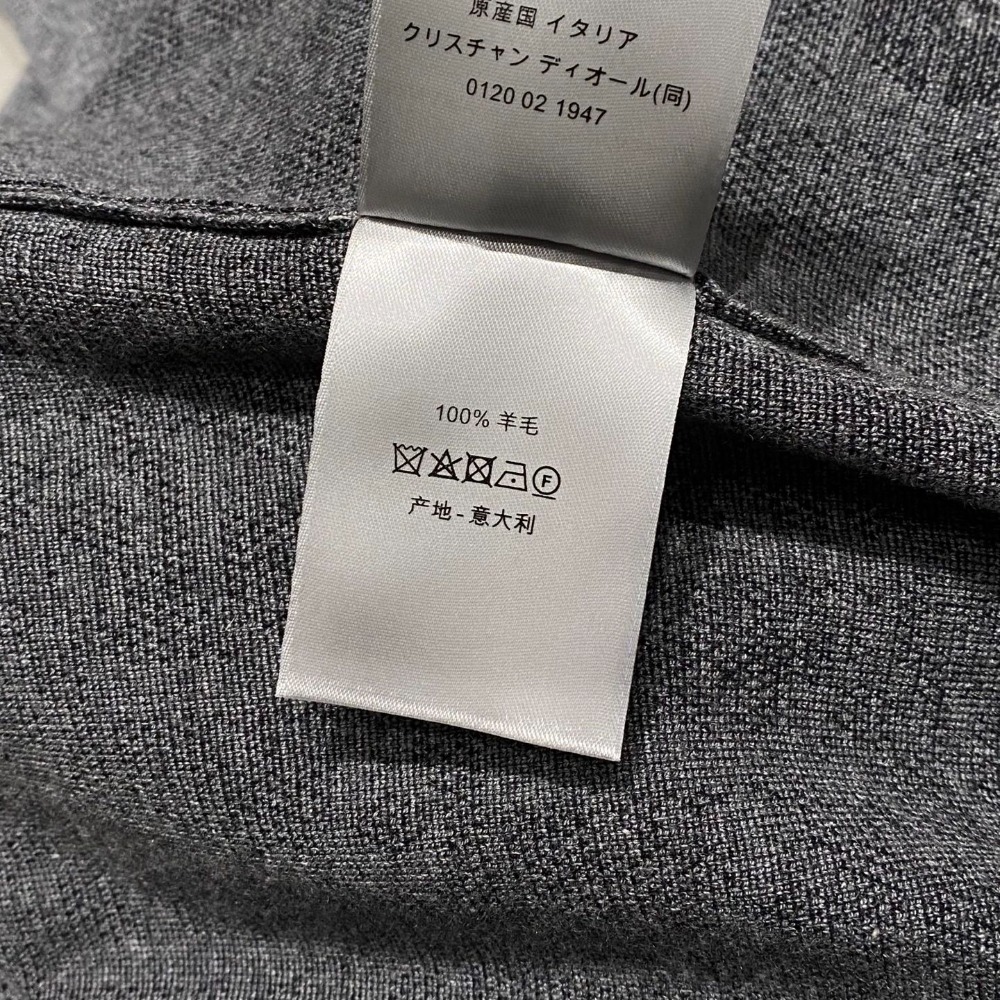 原産国 イタリア
クリスチャン ディオール(同)
0120 02 1947
100% 羊毛
F
产地 - 意大利